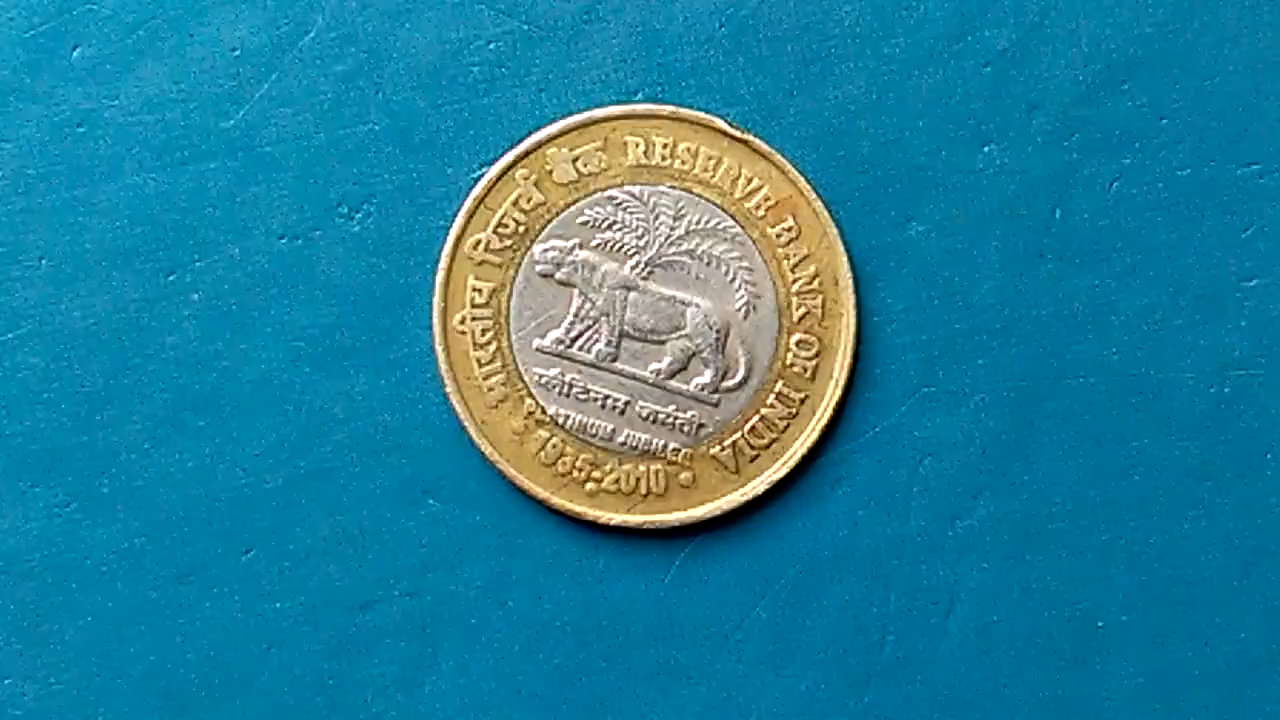 भारतीय रिज़र्व बैंक RESERVE BANK OF INDIA
प्लैटिनम जयंती
PLATINUM JUBILEE
1935-2010